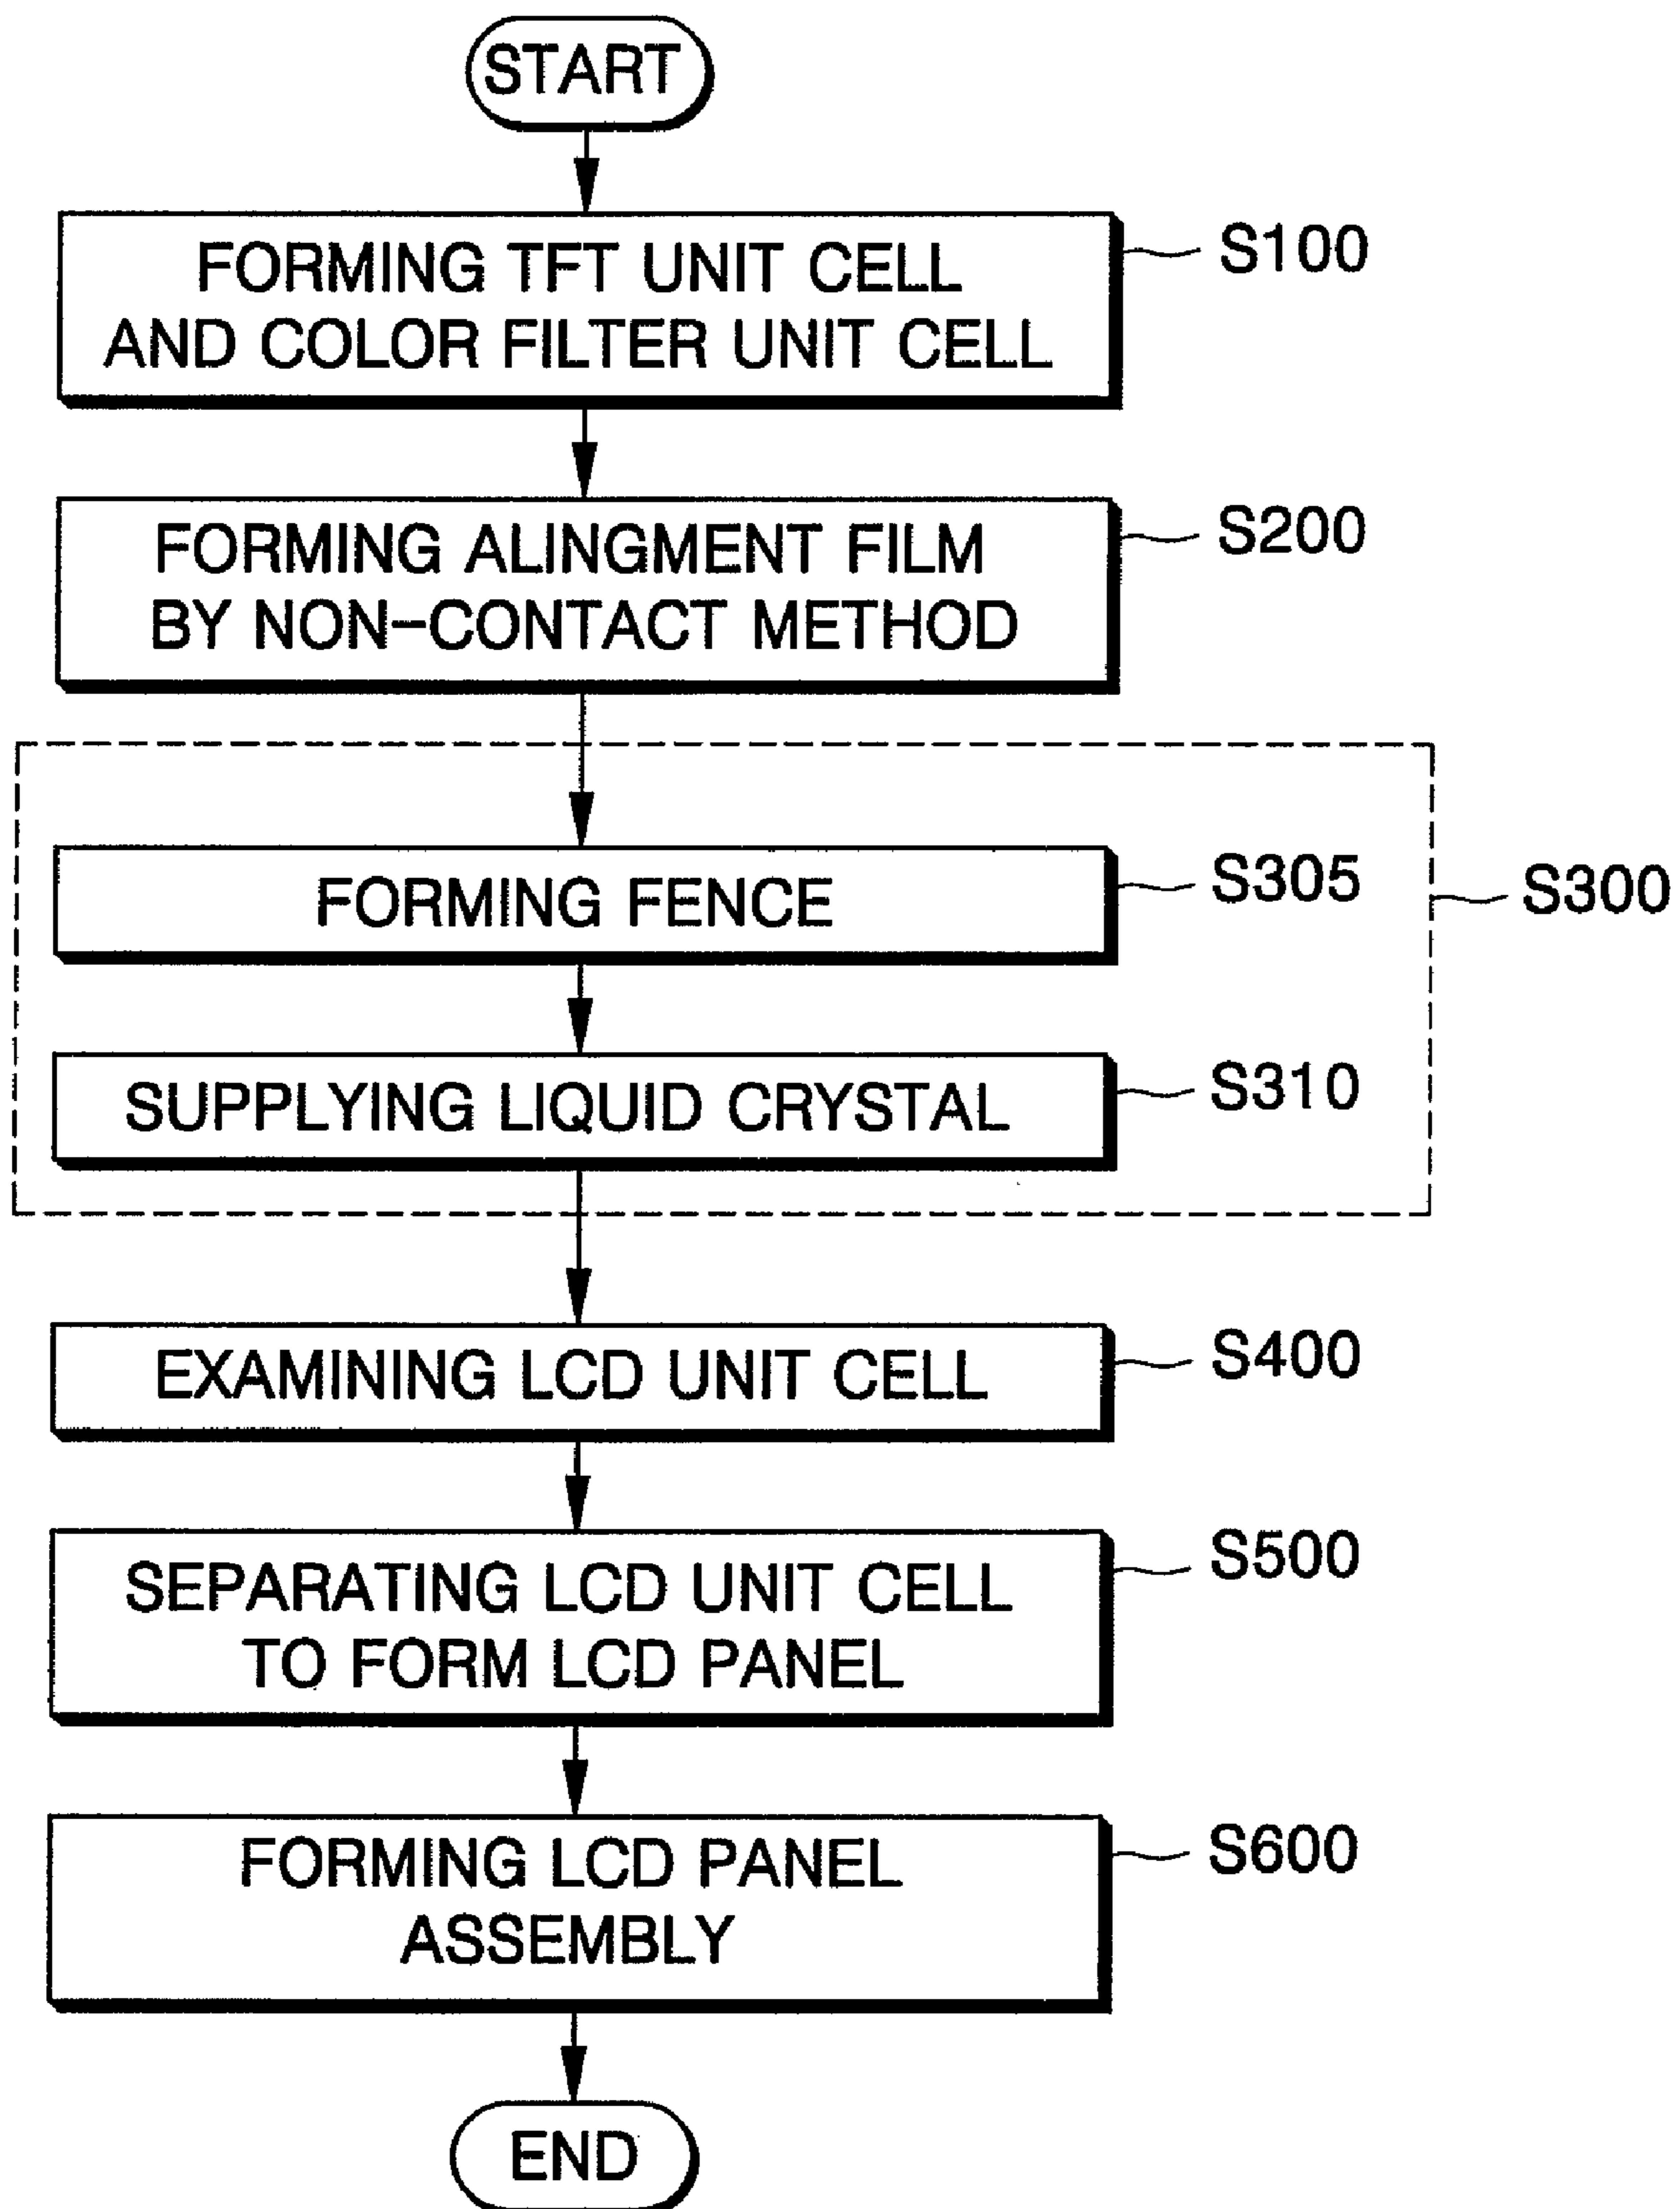 START
FORMING TFT UNIT CELL
AND COLOR FILTER UNIT CELL
S100
FORMING ALINGMENT FILM
BY NON-CONTACT METHOD
S200
FORMING FENCE
S305
S300
SUPPLYING LIQUID CRYSTAL
S310
EXAMINING LCD UNIT CELL
S400
SEPARATING LCD UNIT CELL
TO FORM LCD PANEL
S500
FORMING LCD PANEL
ASSEMBLY
S600
END